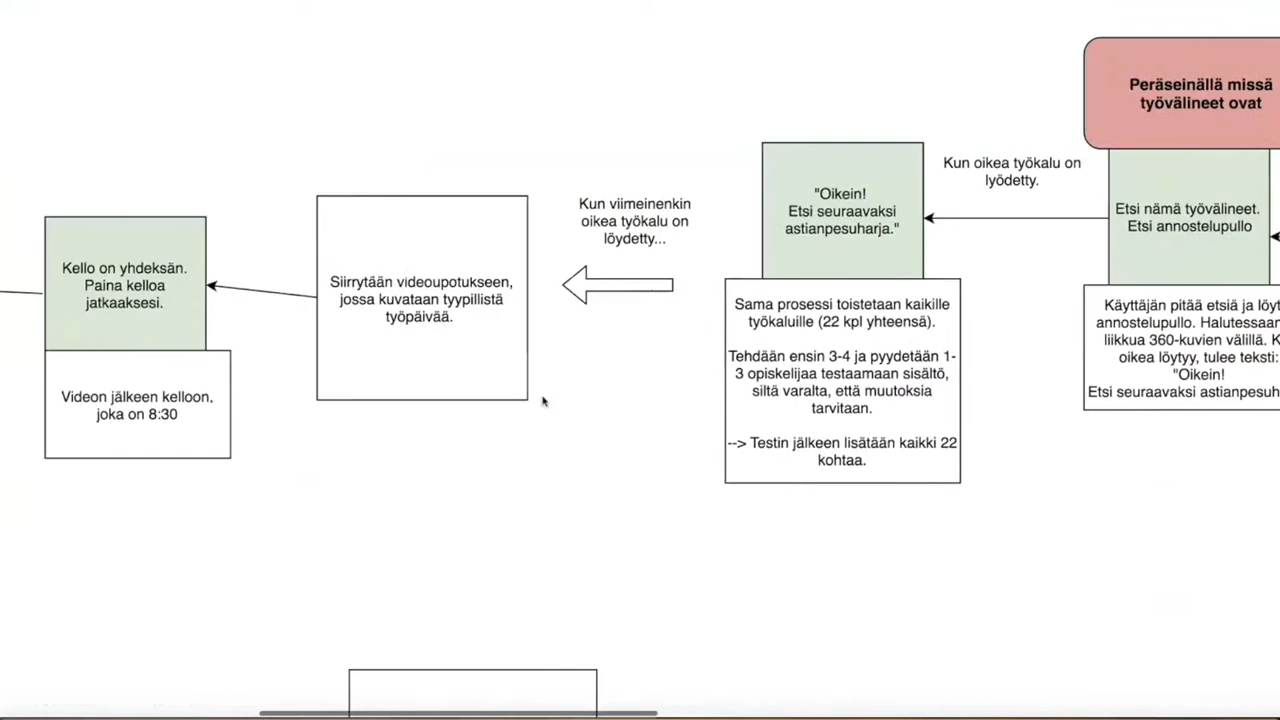 Peräseinällä missä
työvälineet ovat
Kun oikea työkalu on
lyödetty.
Etsi nämä työvälineet.
Etsi annostelupullo
"Oikein!
Etsi seuraavaksi
astianpesuharja."
Kun viimeinenkin
oikea työkalu on
löydetty...
Siirrytään videoupotukseen,
jossa kuvataan tyypillistä
työpäivää.
Kello on yhdeksän.
Paina kelloa
jatkaaksesi.
Videon jälkeen kelloon,
joka on 8:30
Sama prosessi toistetaan kaikille
työkaluille (22 kpl yhteensä).
Tehdään ensin 3-4 ja pyydetään 1-
3 opiskelijaa testaamaan sisältö,
siltä varalta, että muutoksia
tarvitaan.
--> Testin jälkeen lisätään kaikki 22
kohtaa.
Käyttäjän pitää etsiä ja löyt
annostelupullo. Halutessaan
liikkua 360-kuvien välillä. K
oikea löytyy, tulee teksti:
"Oikein!
Etsi seuraavaksi astianpesuh